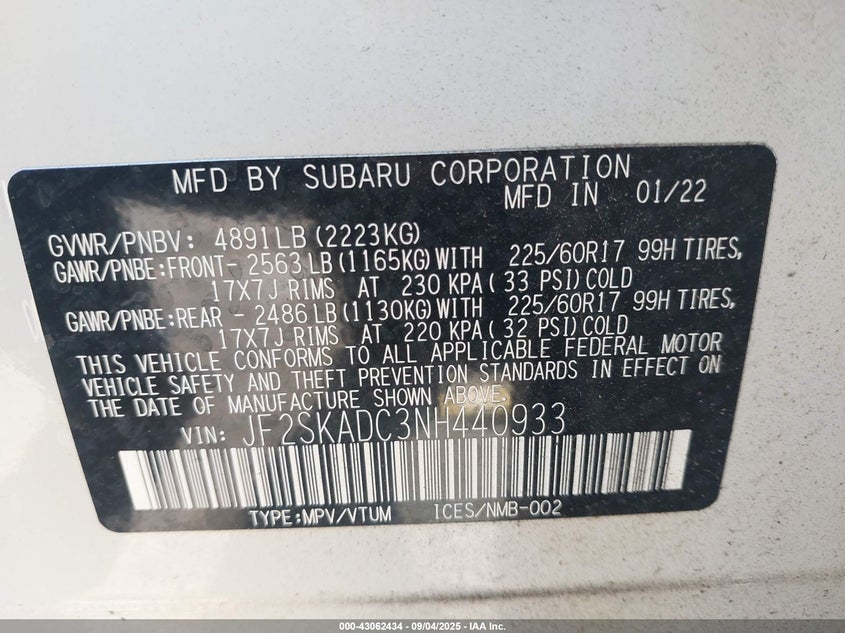 MFD BY SUBARU CORPORATION
MFD IN 01/22
GVWR/PNBV: 4891LB(2223KG)
GAWR/PNBE:FRONT- 2563LB(1165KG)WITH 225/60R17 99H TIRES,
17X7J RIMS AT 230 KPA( 33 PSI)COLD
GAWR/PNBE:REAR - 2486LB(1130KG)WITH 225/60R17 99H TIRES,
17X7J RIMS AT 220 KPA( 32 PSI)COLD
THIS VEHICLE CONFORMS TO ALL APPLICABLE FEDERAL MOTOR
VEHICLE SAFETY AND THEFT PREVENTION STANDARDS IN EFFECT ON
THE DATE OF MANUFACTURE SHOWN ABOVE.
VIN: JF2SKADC3NH440933
TYPE:MPV/VTUM ICES/NMB-002
000-43062434 - 09/04/2025 - IAA Inc.